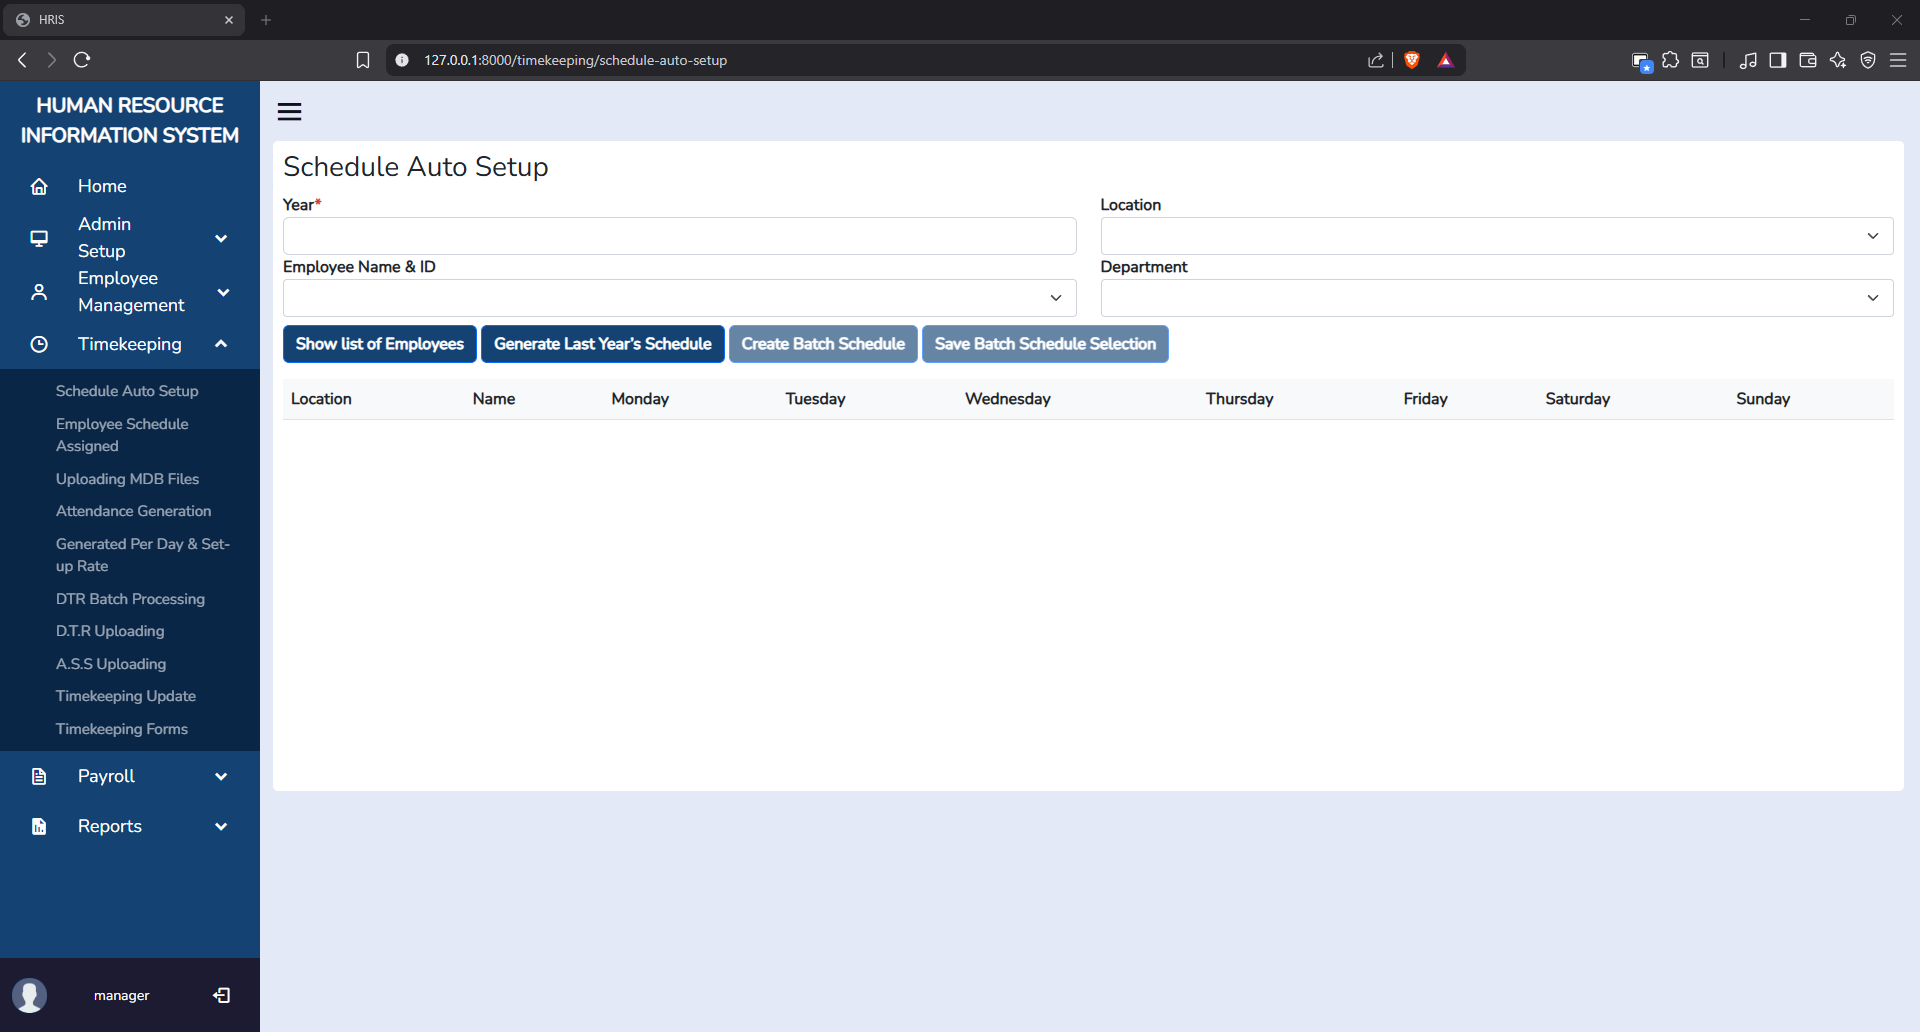 HRIS
127.0.0.1:8000/timekeeping/schedule-auto-setup
HUMAN RESOURCE
INFORMATION SYSTEM
Home
Admin
Setup
Employee
Management
Timekeeping
Schedule Auto Setup
Employee Schedule
Assigned
Uploading MDB Files
Attendance Generation
Generated Per Day & Set-
up Rate
DTR Batch Processing
D.T.R Uploading
A.S.S Uploading
Timekeeping Update
Timekeeping Forms
Payroll
Reports
manager
Schedule Auto Setup
Year*
Location
Employee Name & ID
Department
Show list of Employees
Generate Last Year's Schedule
Create Batch Schedule
Save Batch Schedule Selection
Location Name Monday Tuesday Wednesday Thursday Friday Saturday Sunday